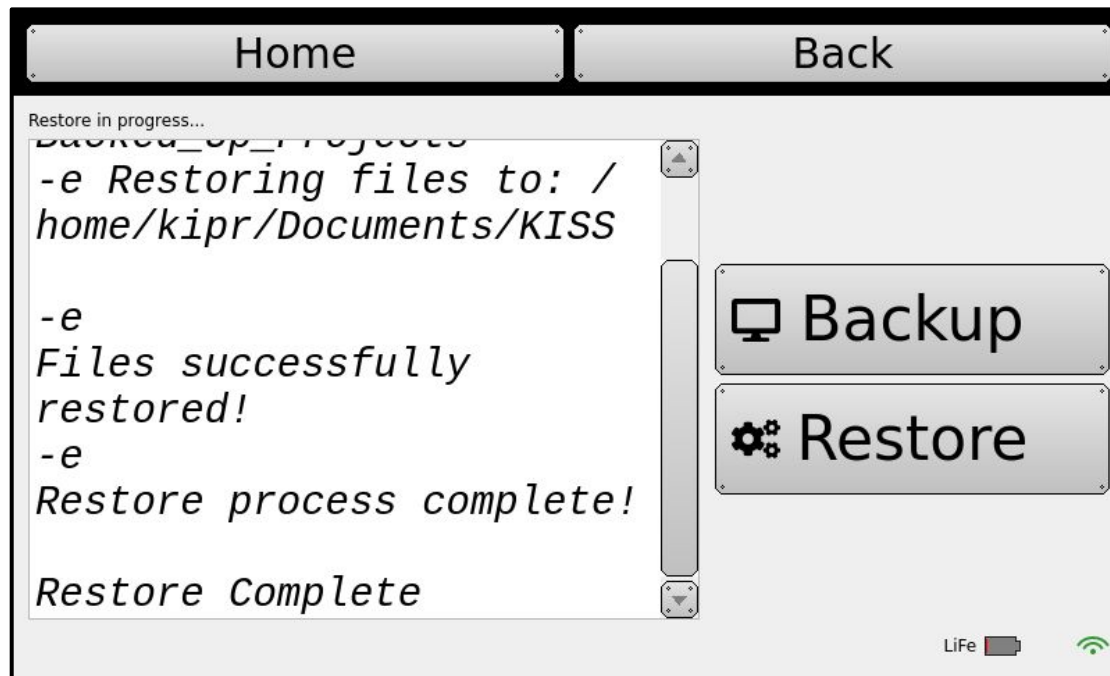 Home
Back
Restore in progress...
Backed_Up_Projects
-e Restoring files to: /
home/kipr/Documents/KISS
-e
Files successfully
restored!
-e
Restore process complete!
Restore Complete
Backup
Restore
LiFe